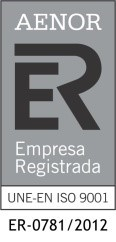 AENOR
ER
Empresa
Registrada
UNE-EN ISO 9001
ER-0781/2012